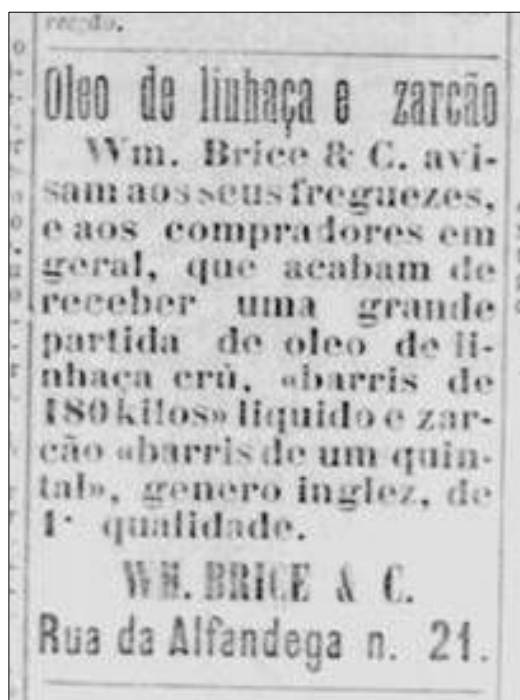 Oleo de linhaça e zarcão
Wm. Brice & C. avi-
sam aos seus freguezes,
e aos compradores em
geral, que acabam de
receber uma grande
partida de oleo de li-
nhaça crù, «barris de
180 kilos» liquido e zar-
cão «barris de um quin-
tal», genero inglez, de
1ª qualidade.
WM. BRICE & C.
Rua da Alfandega n. 21.